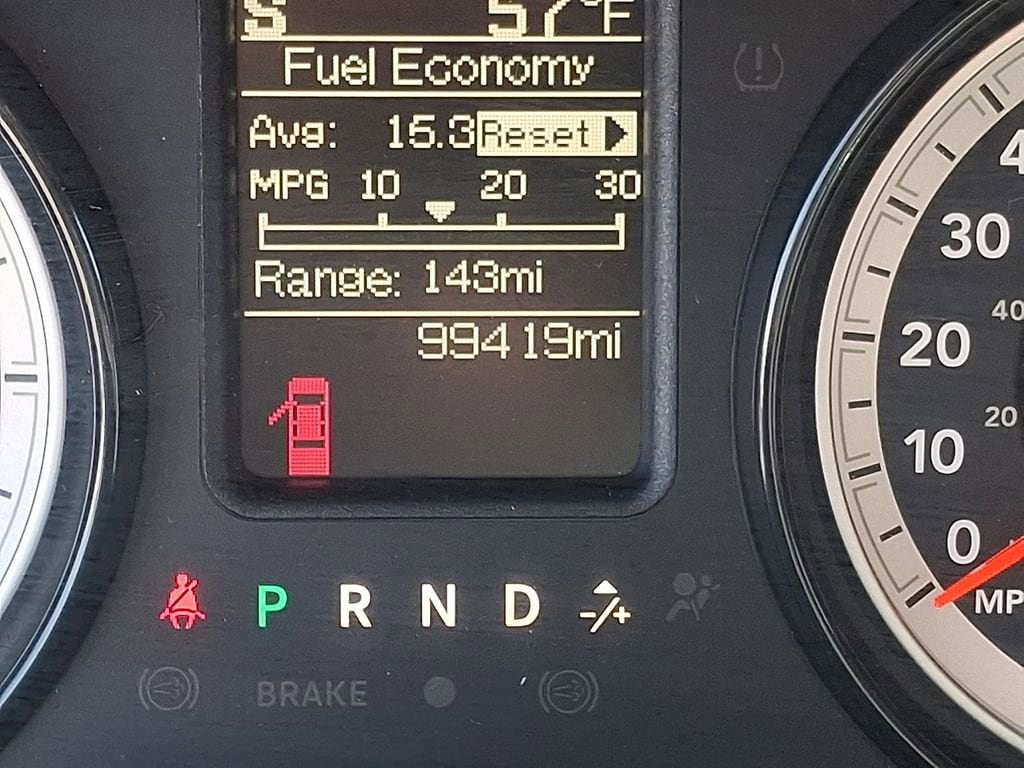 S 57°F
Fuel Economy
Avg: 15.3 Reset
MPG 10 20 30
Range: 143mi
99419mi
P R N D -/+
BRAKE
30
40
20
20
10
0